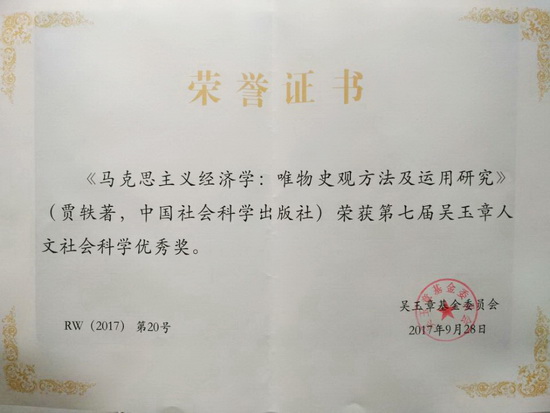 荣誉证书
《马克思主义经济学：唯物史观方法及运用研究》
（贾轶著，中国社会科学出版社）荣获第七届吴玉章人
文社会科学优秀奖。
吴玉章基金委员会
RW（2017）第20号
2017年9月28日